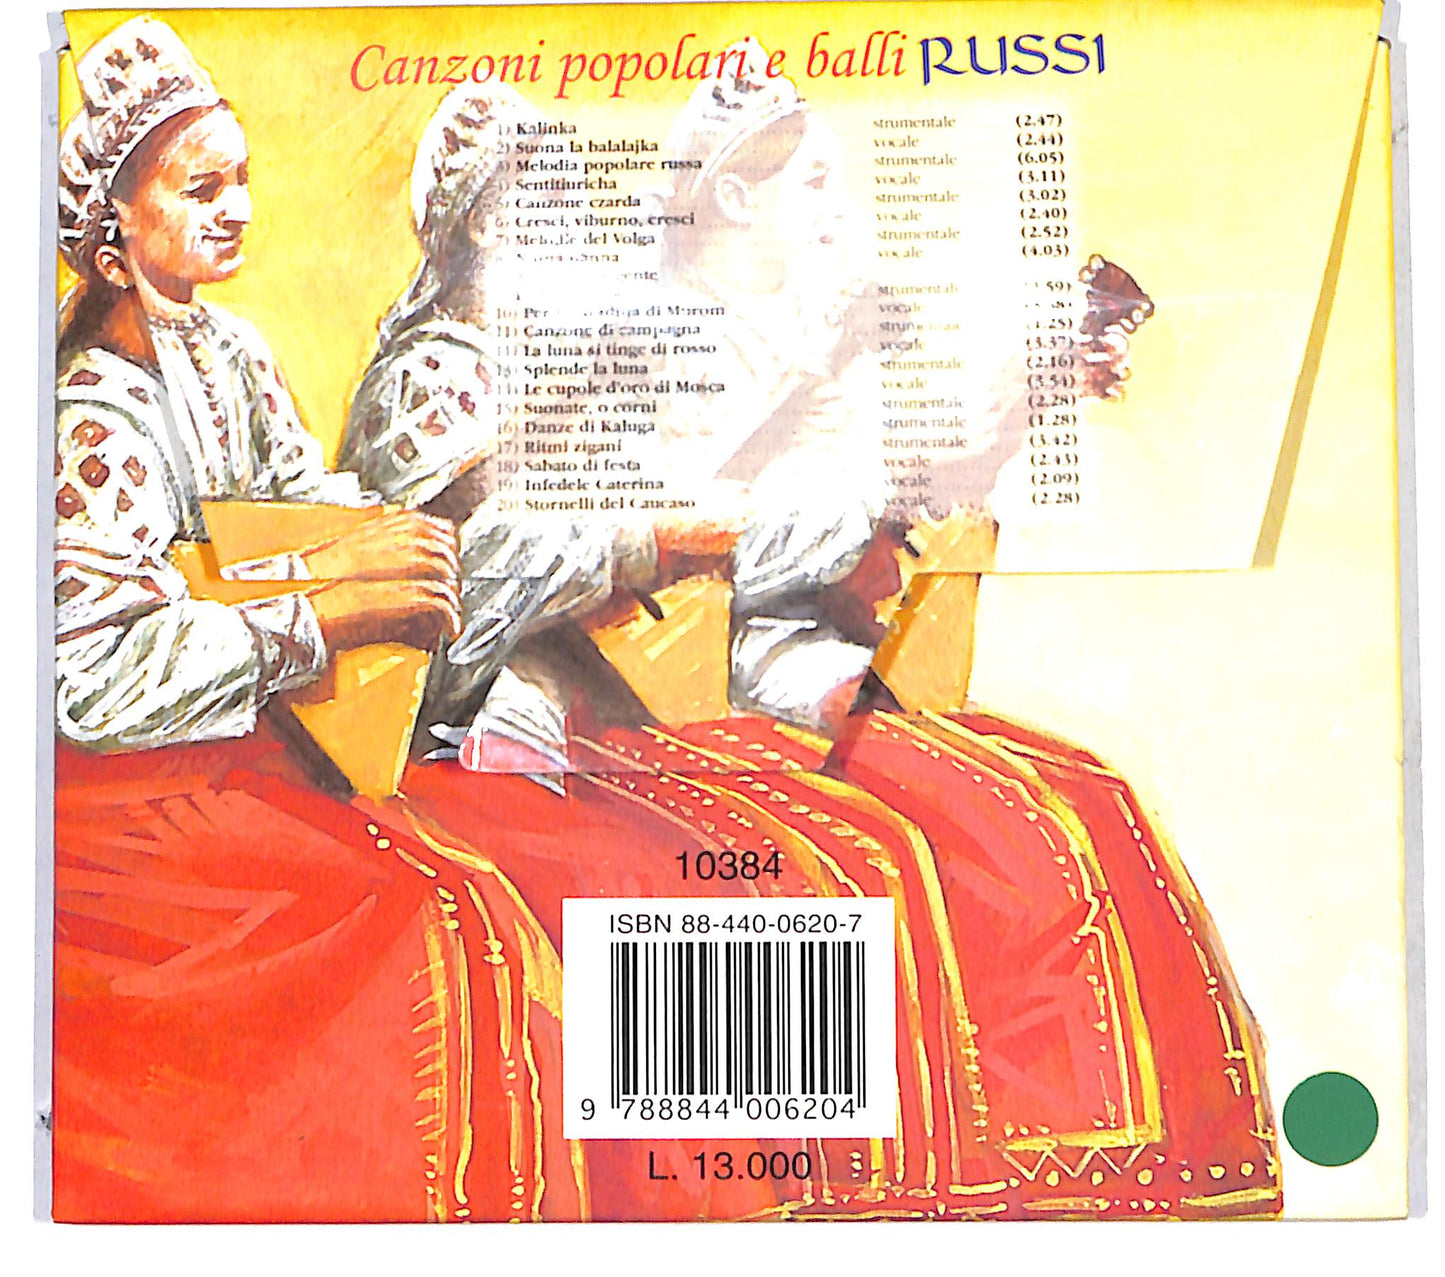 Canzoni popolari e balli RUSSI
1) Kalinka strumentale (2.47)
2) Suona la balalajka vocale (2.44)
3) Melodia popolare russa strumentale (6.05)
4) Sentitiuricha vocale (3.11)
5) Canzone czarda strumentale (3.02)
6) Cresci, viburno, cresci vocale (2.40)
7) Melodie del Volga strumentale (2.52)
vocale (4.03)
strumentale
10) di Murom vocale
11) Canzone di campagna
La luna si tinge di rosso vocale (3.37)
Splende la luna strumentale (2.16)
14) Le cupole d'oro di Mosca vocale (3.54)
15) Suonate, o corni strumentale (2.28)
16) Danze di Kaluga strumentale (1.28)
17) Ritmi zigani strumentale (3.42)
18) Sabato di festa vocale (2.43)
19) Infedele Caterina vocale (2.09)
20) Stornelli del Caucaso vocale (2.28)
10384
ISBN 88-440-0620-7
9 788844 006204
L. 13.000